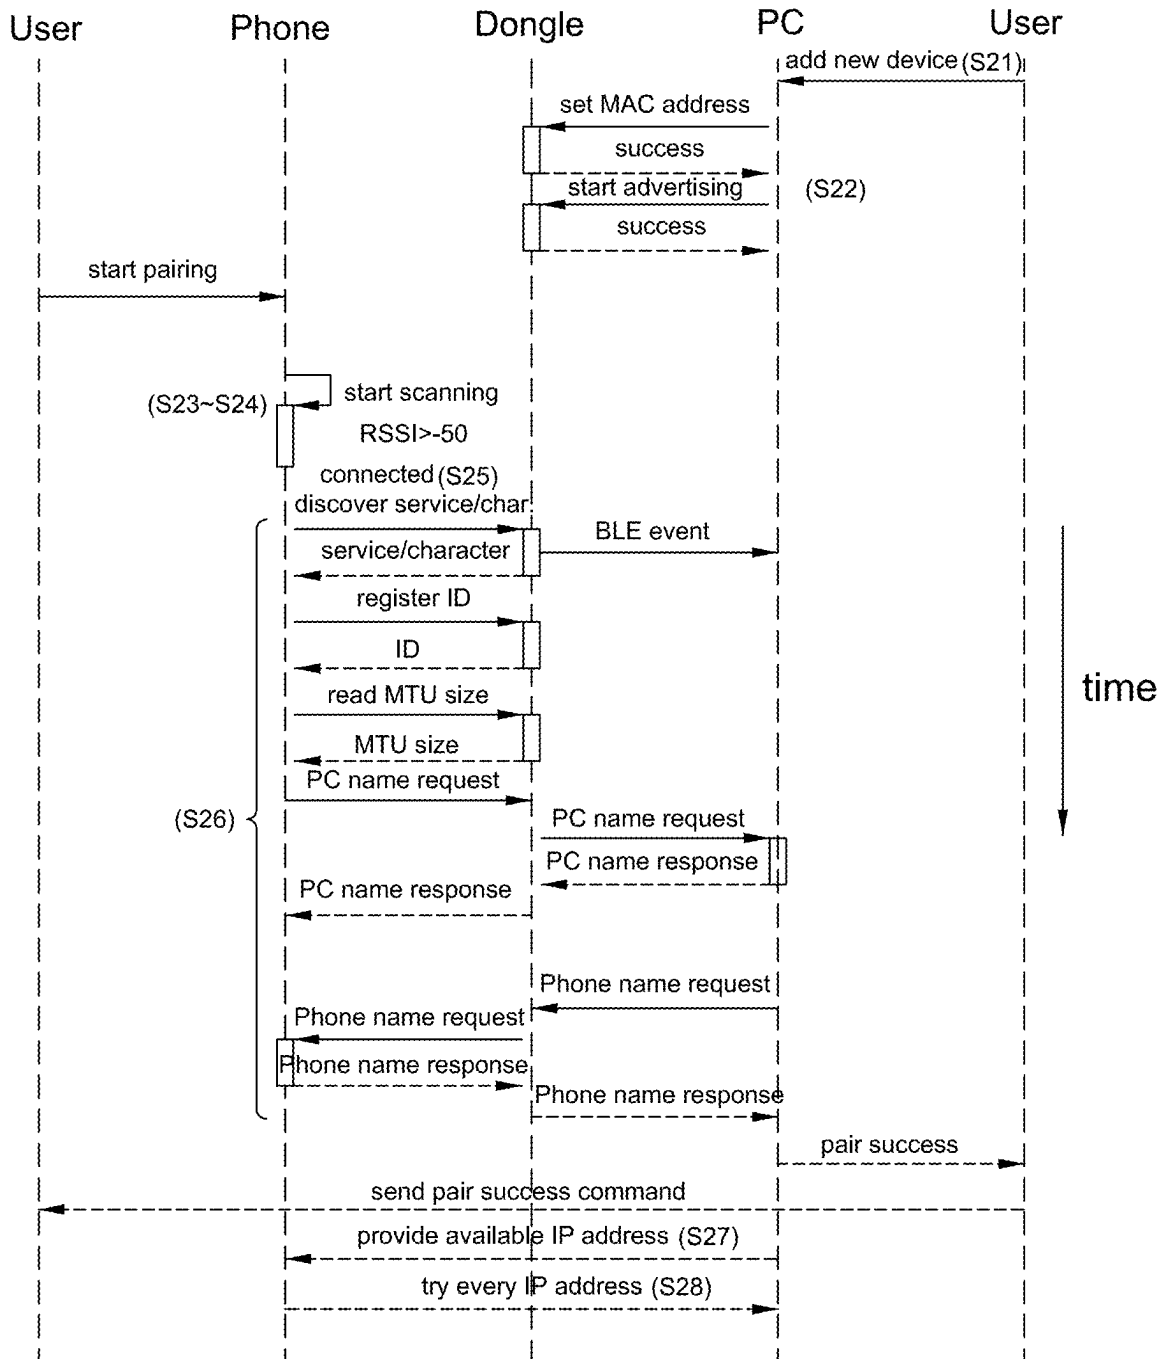 User Phone Dongle PC User
add new device (S21)
set MAC address
success
start advertising (S22)
success
start pairing
start scanning
(S23~S24)
RSSI>-50
connected (S25)
discover service/char
BLE event
service/character
register ID
ID
time
read MTU size
MTU size
PC name request
(S26) PC name request
PC name response
PC name response
Phone name request
Phone name request
Phone name response
Phone name response
pair success
send pair success command
provide available IP address (S27)
try every IP address (S28)